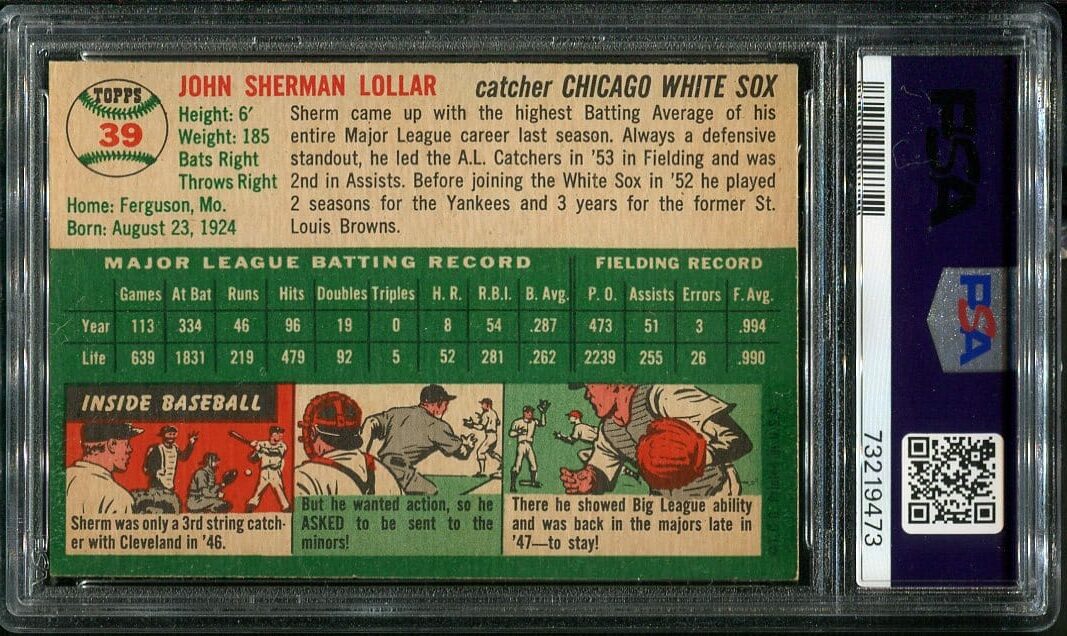 TOPPS
39
JOHN SHERMAN LOLLAR catcher CHICAGO WHITE SOX
Height: 6'
Weight: 185
Bats Right
Throws Right
Home: Ferguson, Mo.
Born: August 23, 1924
Sherm came up with the highest Batting Average of his
entire Major League career last season. Always a defensive
standout, he led the A.L. Catchers in '53 in Fielding and was
2nd in Assists. Before joining the White Sox in '52 he played
2 seasons for the Yankees and 3 years for the former St.
Louis Browns.
MAJOR LEAGUE BATTING RECORD FIELDING RECORD
Games At Bat Runs Hits Doubles Triples H. R. R.B.I. B. Avg. P. O. Assists Errors F. Avg.
Year 113 334 46 96 19 0 8 54 .287 473 51 3 .994
Life 639 1831 219 479 92 5 52 281 .262 2239 255 26 .990
INSIDE BASEBALL
Sherm was only a 3rd string catch-
er with Cleveland in '46.
But he wanted action, so he
ASKED to be sent to the
minors!
There he showed Big League ability
and was back in the majors late in
'47—to stay!
PSA
PSA
73219473